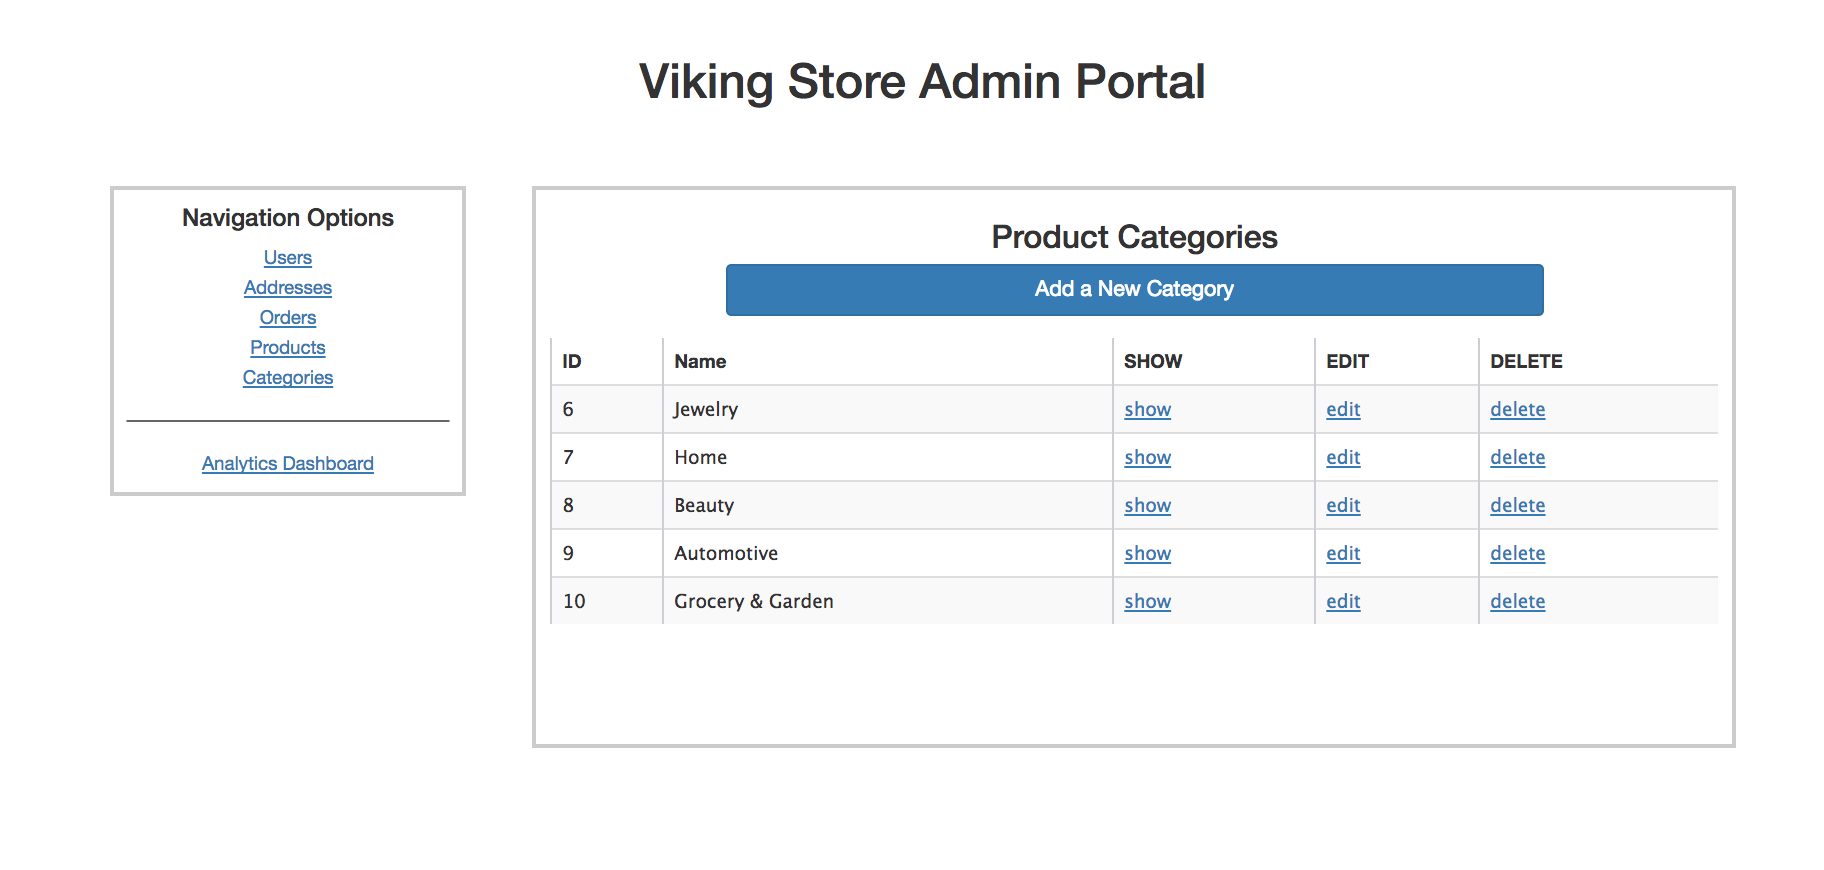 Viking Store Admin Portal
Navigation Options
Users
Addresses
Orders
Products
Categories
Analytics Dashboard
Product Categories
Add a New Category
ID Name SHOW EDIT DELETE
6 Jewelry show edit delete
7 Home show edit delete
8 Beauty show edit delete
9 Automotive show edit delete
10 Grocery & Garden show edit delete